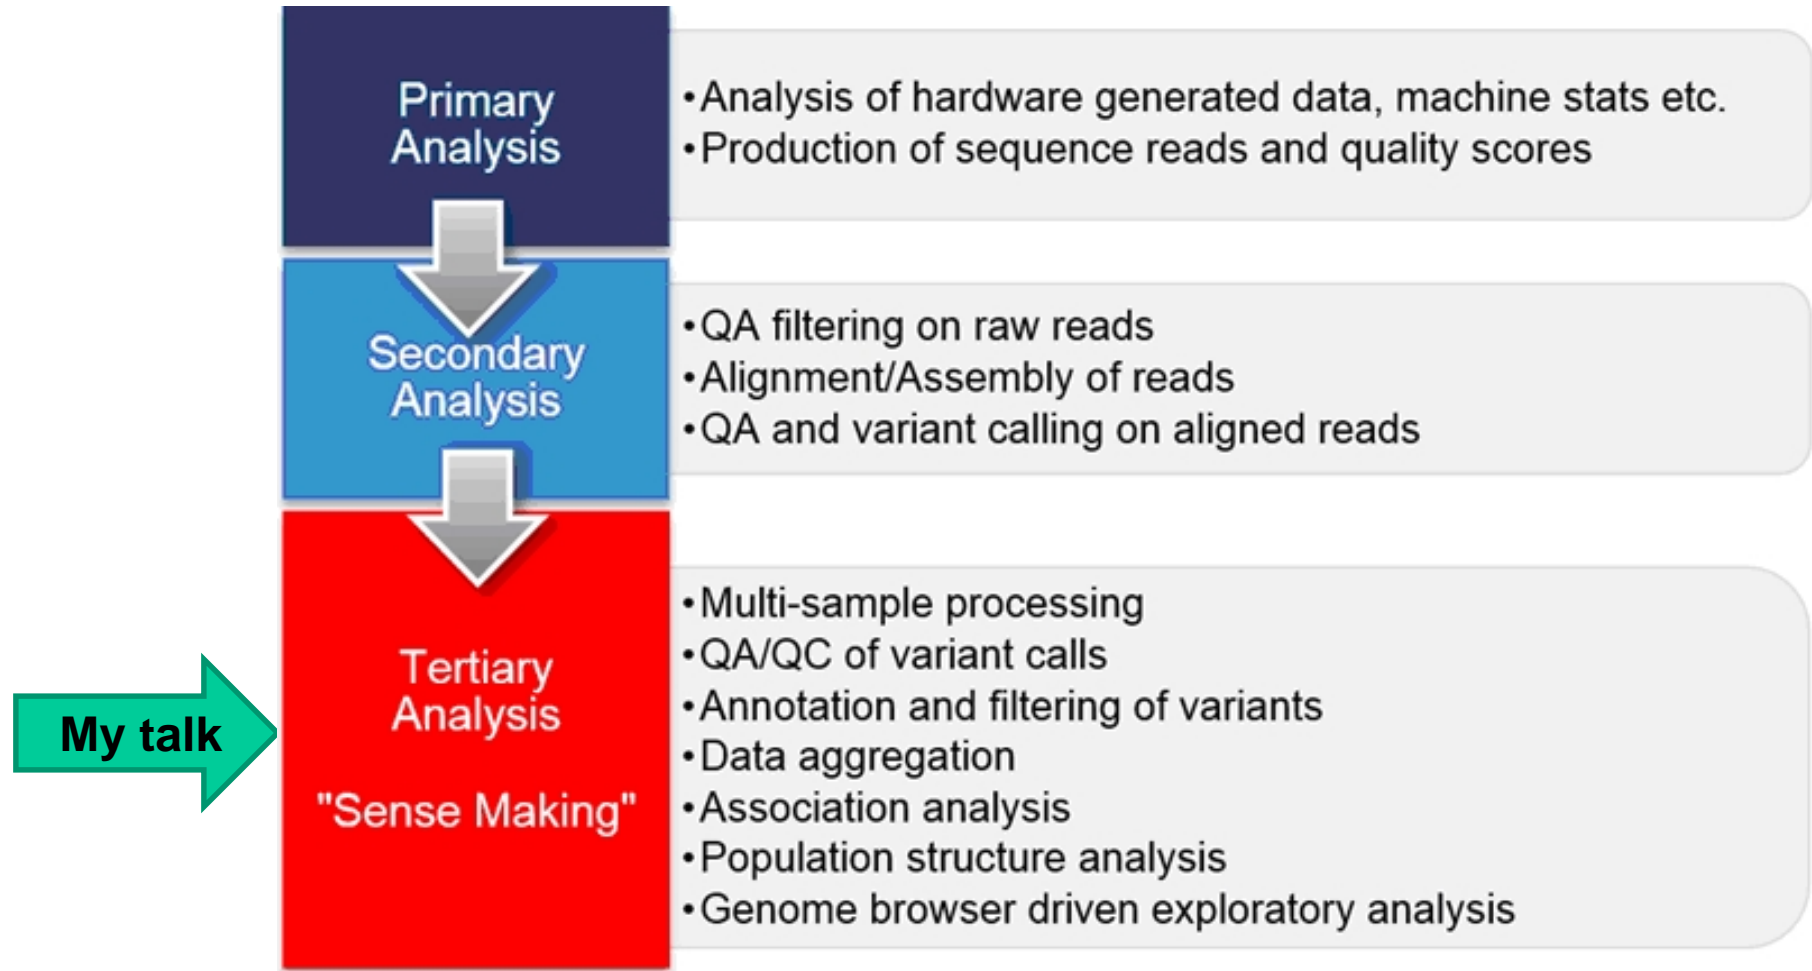 Primary
Analysis
•Analysis of hardware generated data, machine stats etc.
•Production of sequence reads and quality scores
Secondary
Analysis
•QA filtering on raw reads
•Alignment/Assembly of reads
•QA and variant calling on aligned reads
My talk
Tertiary
Analysis
"Sense Making"
•Multi-sample processing
•QA/QC of variant calls
•Annotation and filtering of variants
•Data aggregation
•Association analysis
•Population structure analysis
•Genome browser driven exploratory analysis